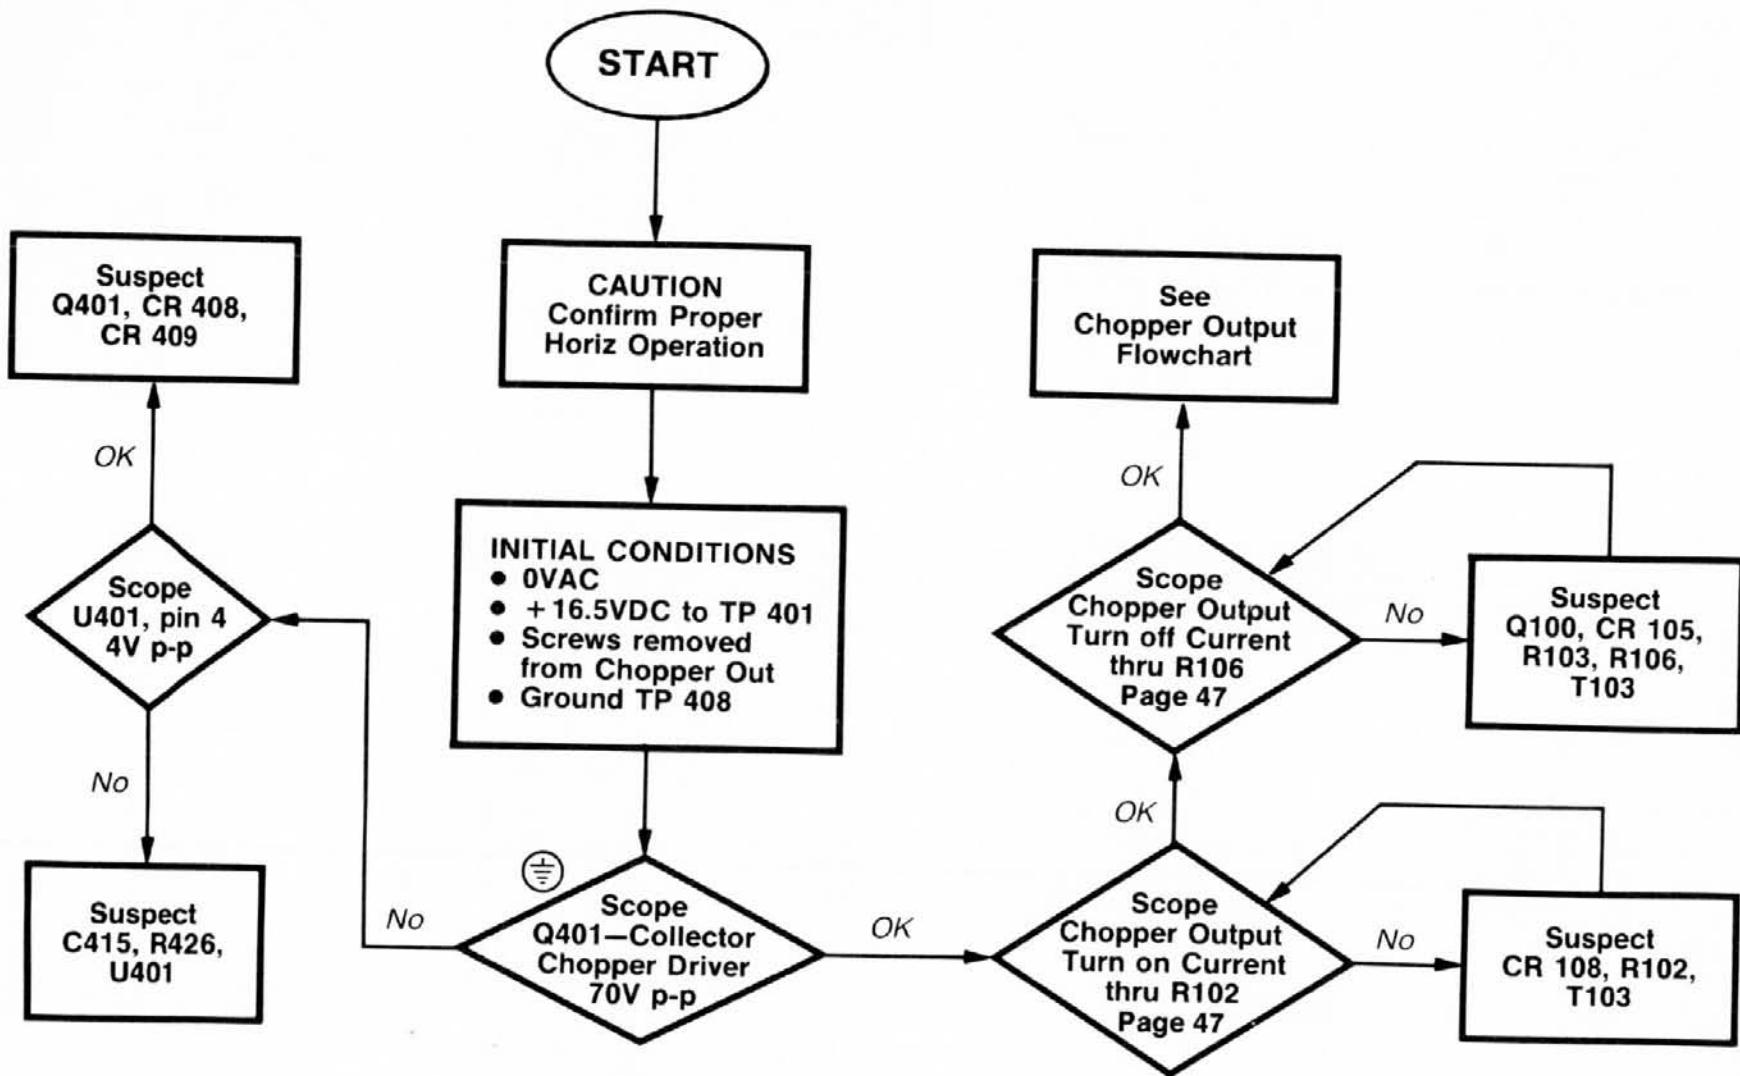 START
CAUTION
Confirm Proper
Horiz Operation
INITIAL CONDITIONS
● 0VAC
● +16.5VDC to TP 401
● Screws removed
from Chopper Out
● Ground TP 408
Scope
Q401—Collector
Chopper Driver
70V p-p
No
Scope
U401, pin 4
4V p-p
OK
Suspect
Q401, CR 408,
CR 409
No
Suspect
C415, R426,
U401
OK
Scope
Chopper Output
Turn on Current
thru R102
Page 47
No
Suspect
CR 108, R102,
T103
OK
Scope
Chopper Output
Turn off Current
thru R106
Page 47
No
Suspect
Q100, CR 105,
R103, R106,
T103
OK
See
Chopper Output
Flowchart